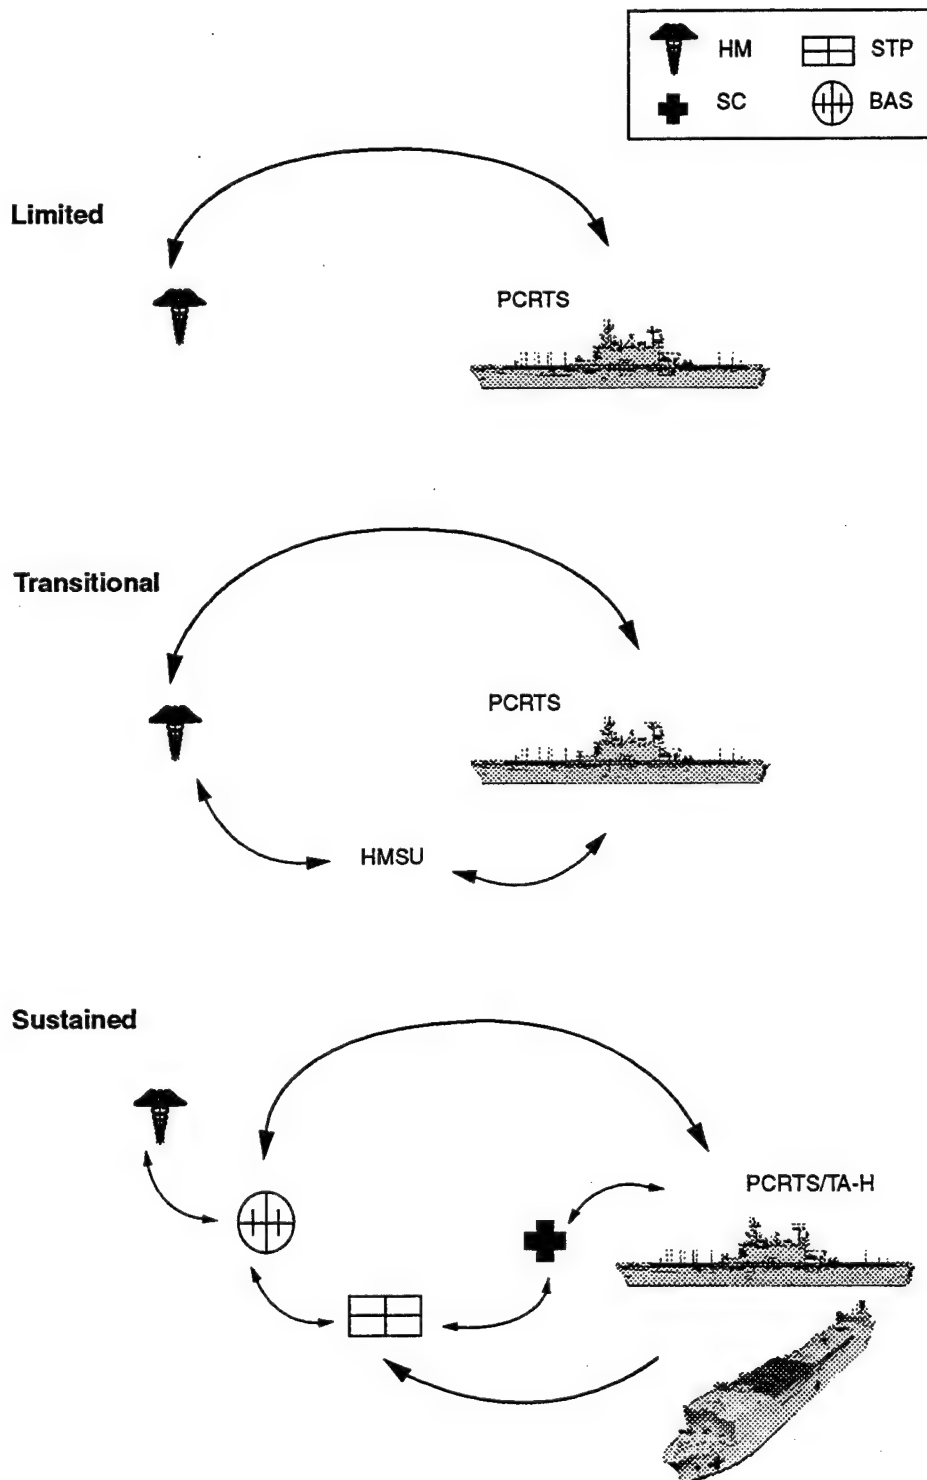 HM
STP
SC
BAS
Limited
PCRTS
Transitional
PCRTS
HMSU
Sustained
PCRTS/TA-H